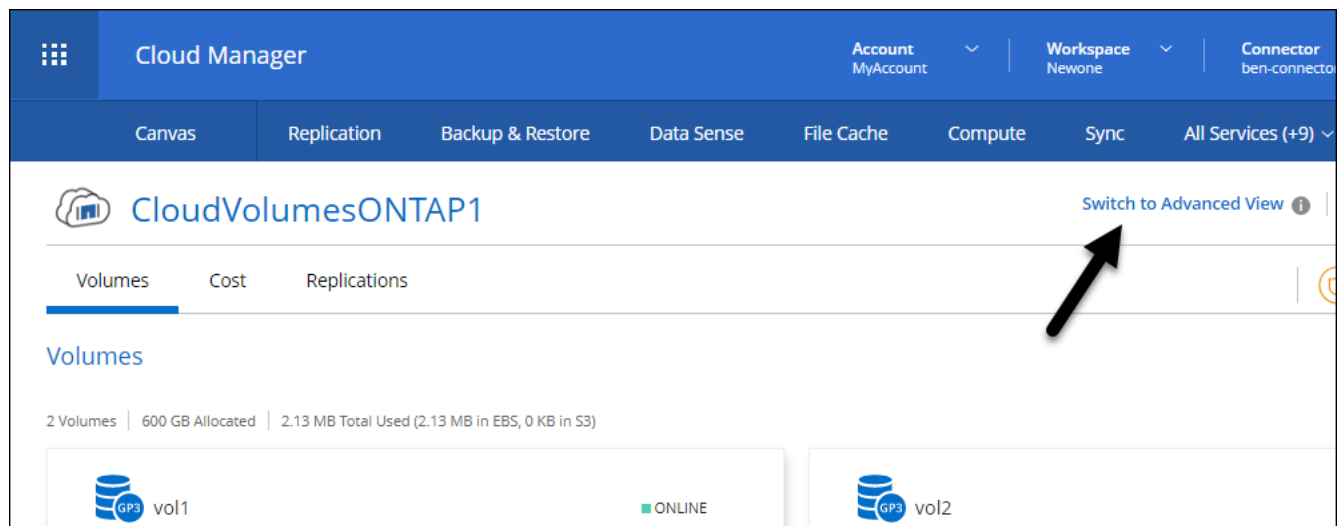 Cloud Manager
Account
MyAccount
Workspace
Newone
Connector
Canvas
Replication
Backup & Restore
Data Sense
File Cache
Compute
Sync
All Services (+9)
CloudVolumesONTAP1
Switch to Advanced View
Volumes
Cost
Replications
Volumes
2 Volumes | 600 GB Allocated | 2.13 MB Total Used (2.13 MB in EBS, 0 KB in S3)
GP3
vol1
ONLINE
GP3
vol2